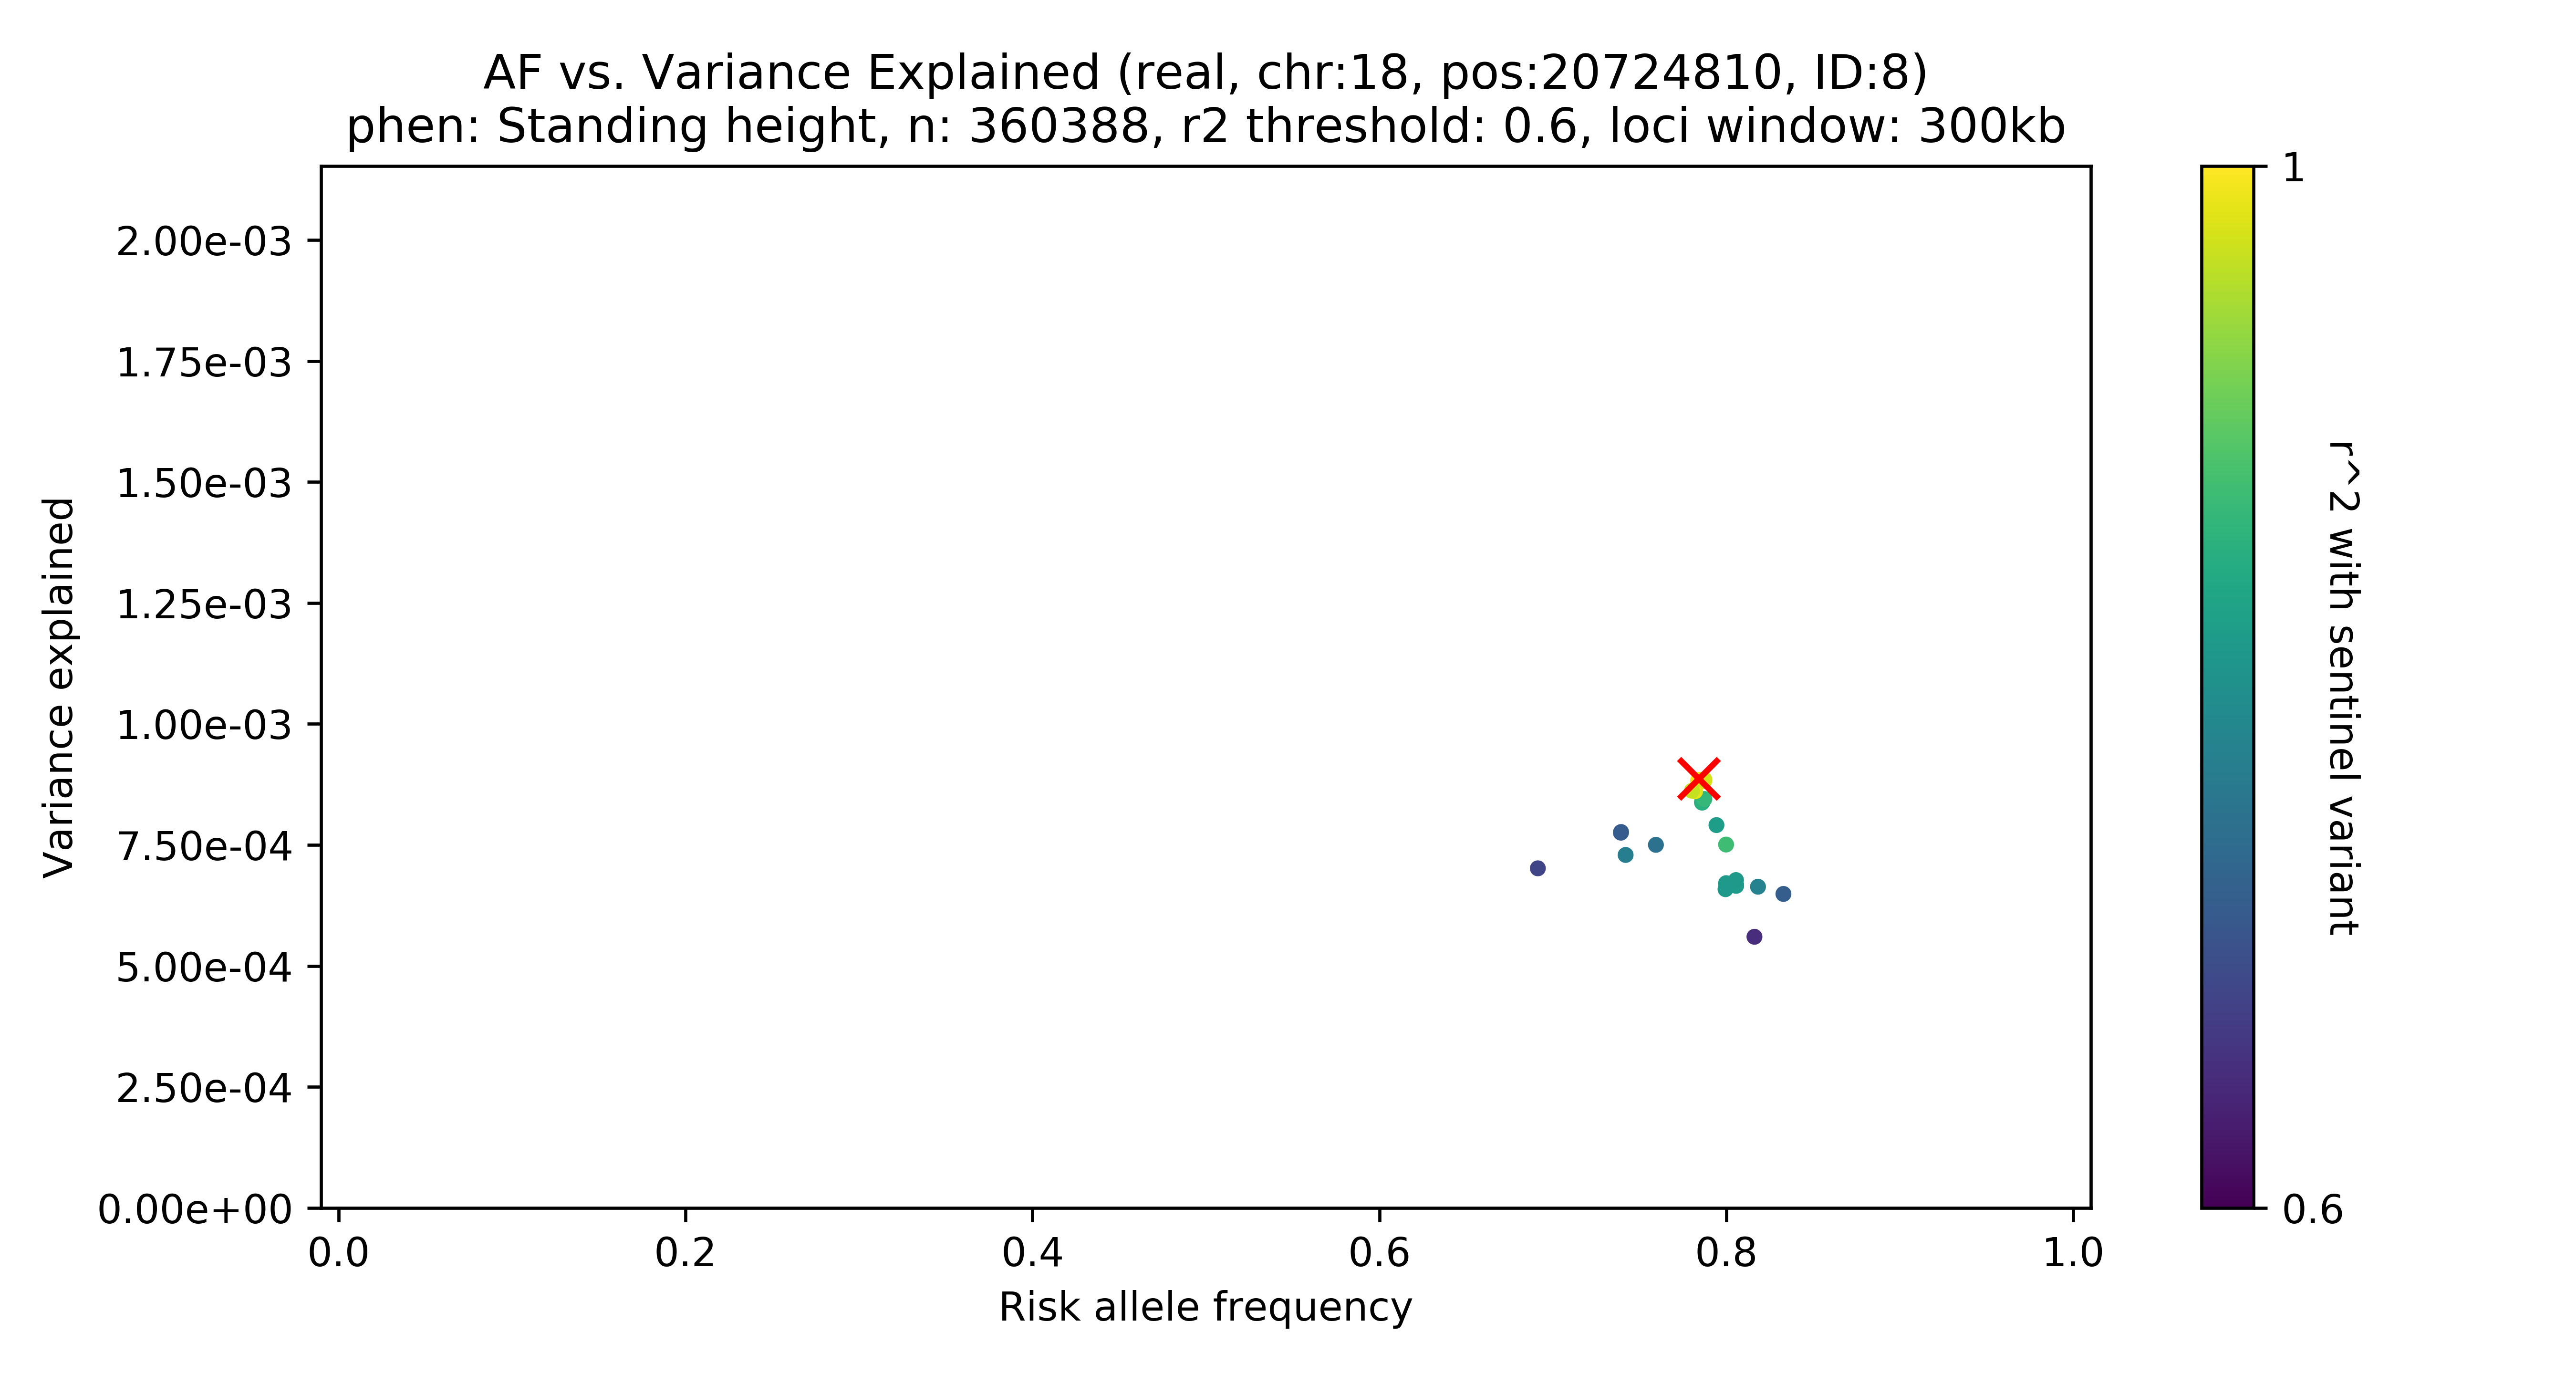 AF vs. Variance Explained (real, chr:18, pos:20724810, ID:8)
phen: Standing height, n: 360388, r2 threshold: 0.6, loci window: 300kb
Variance explained
2.00e-03
1.75e-03
1.50e-03
1.25e-03
1.00e-03
7.50e-04
5.00e-04
2.50e-04
0.00e+00
0.0 0.2 0.4 0.6 0.8 1.0
Risk allele frequency
1
0.6
r^2 with sentinel variant